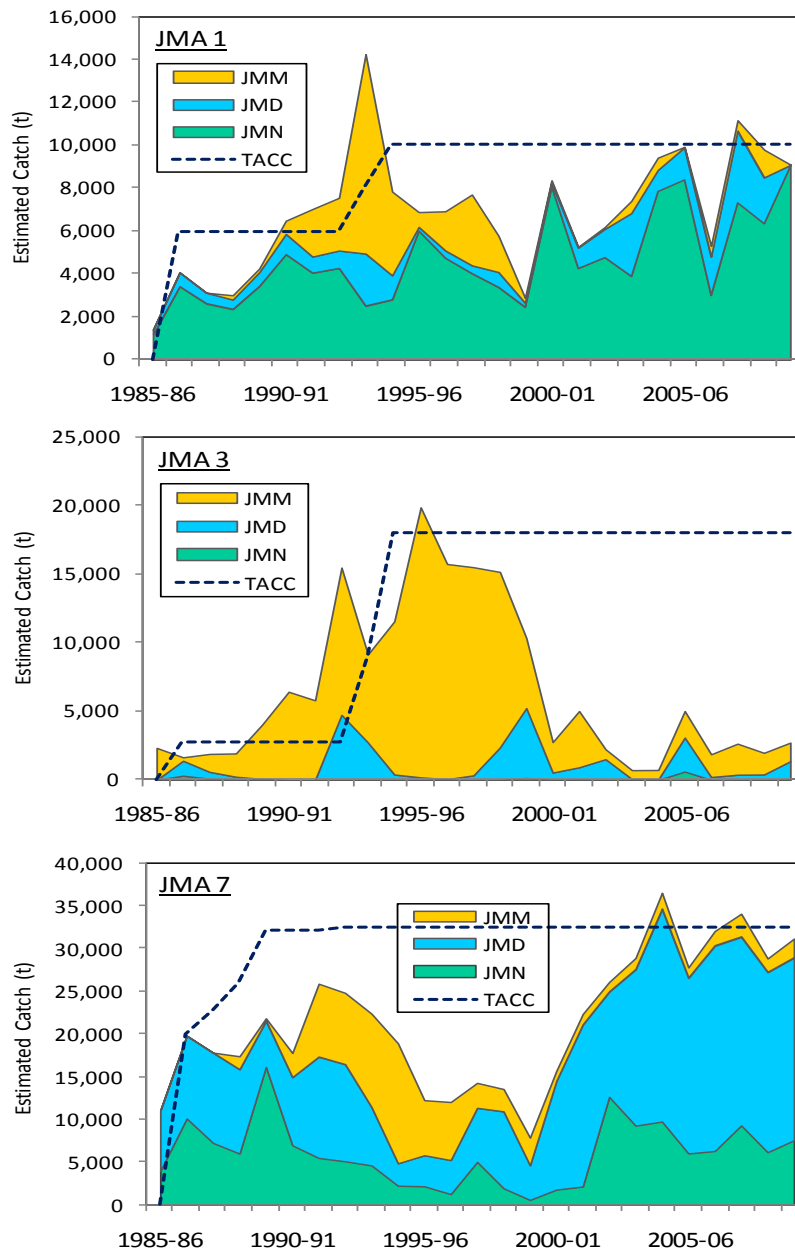 JMA 1
JMM
JMD
JMN
TACC
Estimated Catch (t)
16,000
14,000
12,000
10,000
8,000
6,000
4,000
2,000
0
1985-86 1990-91 1995-96 2000-01 2005-06
JMA 3
JMM
JMD
JMN
TACC
Estimated Catch (t)
25,000
20,000
15,000
10,000
5,000
0
1985-86 1990-91 1995-96 2000-01 2005-06
JMA 7
JMM
JMD
JMN
TACC
Estimated Catch (t)
40,000
35,000
30,000
25,000
20,000
15,000
10,000
5,000
0
1985-86 1990-91 1995-96 2000-01 2005-06